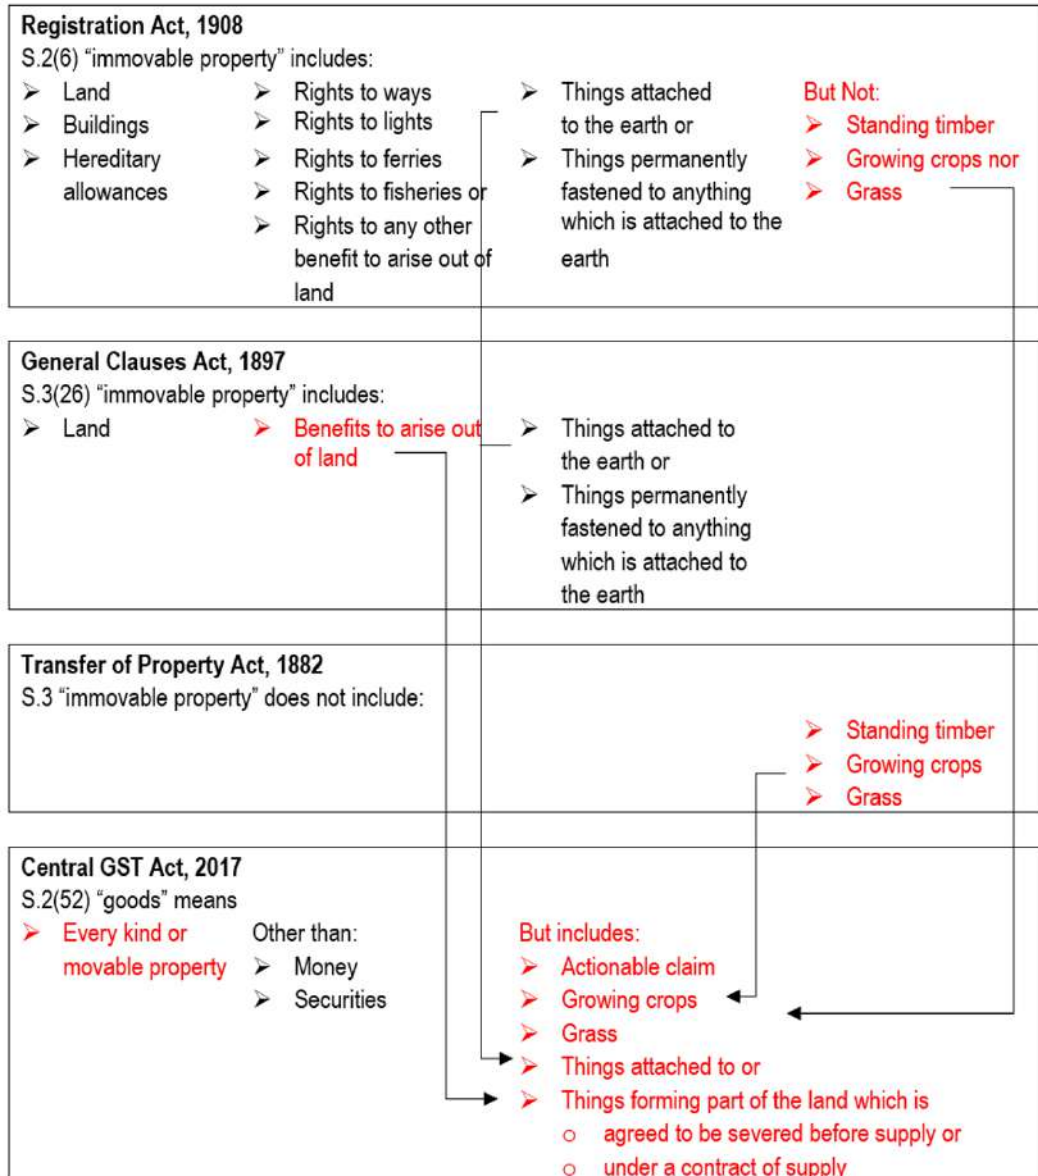 Registration Act, 1908
S.2(6) “immovable property” includes:
➢ Land
➢ Buildings
➢ Hereditary
allowances
➢ Rights to ways
➢ Rights to lights
➢ Rights to ferries
➢ Rights to fisheries or
➢ Rights to any other
benefit to arise out of
land
➢ Things attached
to the earth or
➢ Things permanently
fastened to anything
which is attached to the
earth
But Not:
➢ Standing timber
➢ Growing crops nor
➢ Grass
General Clauses Act, 1897
S.3(26) “immovable property” includes:
➢ Land
➢ Benefits to arise out
of land
➢ Things attached to
the earth or
➢ Things permanently
fastened to anything
which is attached to
the earth
Transfer of Property Act, 1882
S.3 “immovable property” does not include:
➢ Standing timber
➢ Growing crops
➢ Grass
Central GST Act, 2017
S.2(52) “goods” means
➢ Every kind or
movable property
Other than:
➢ Money
➢ Securities
But includes:
➢ Actionable claim
➢ Growing crops
➢ Grass
➢ Things attached to or
➢ Things forming part of the land which is
o agreed to be severed before supply or
o under a contract of supply